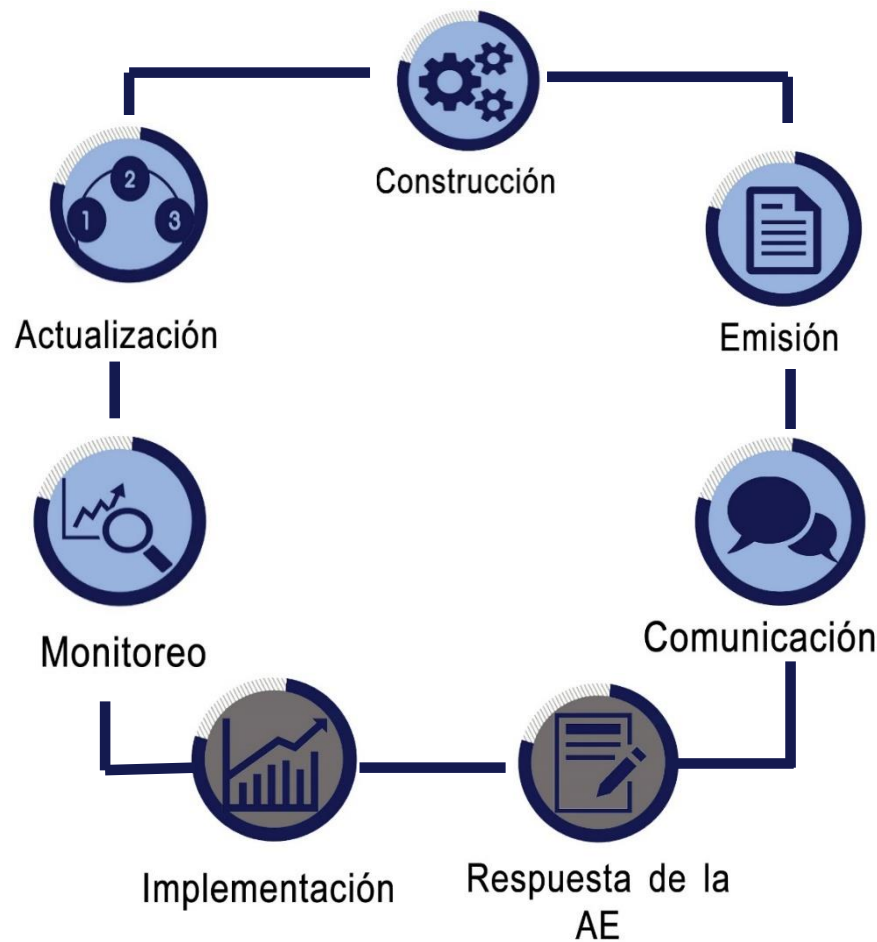 Construcción
Emisión
Comunicación
Respuesta de la
AE
Implementación
Monitoreo
Actualización
1
2
3